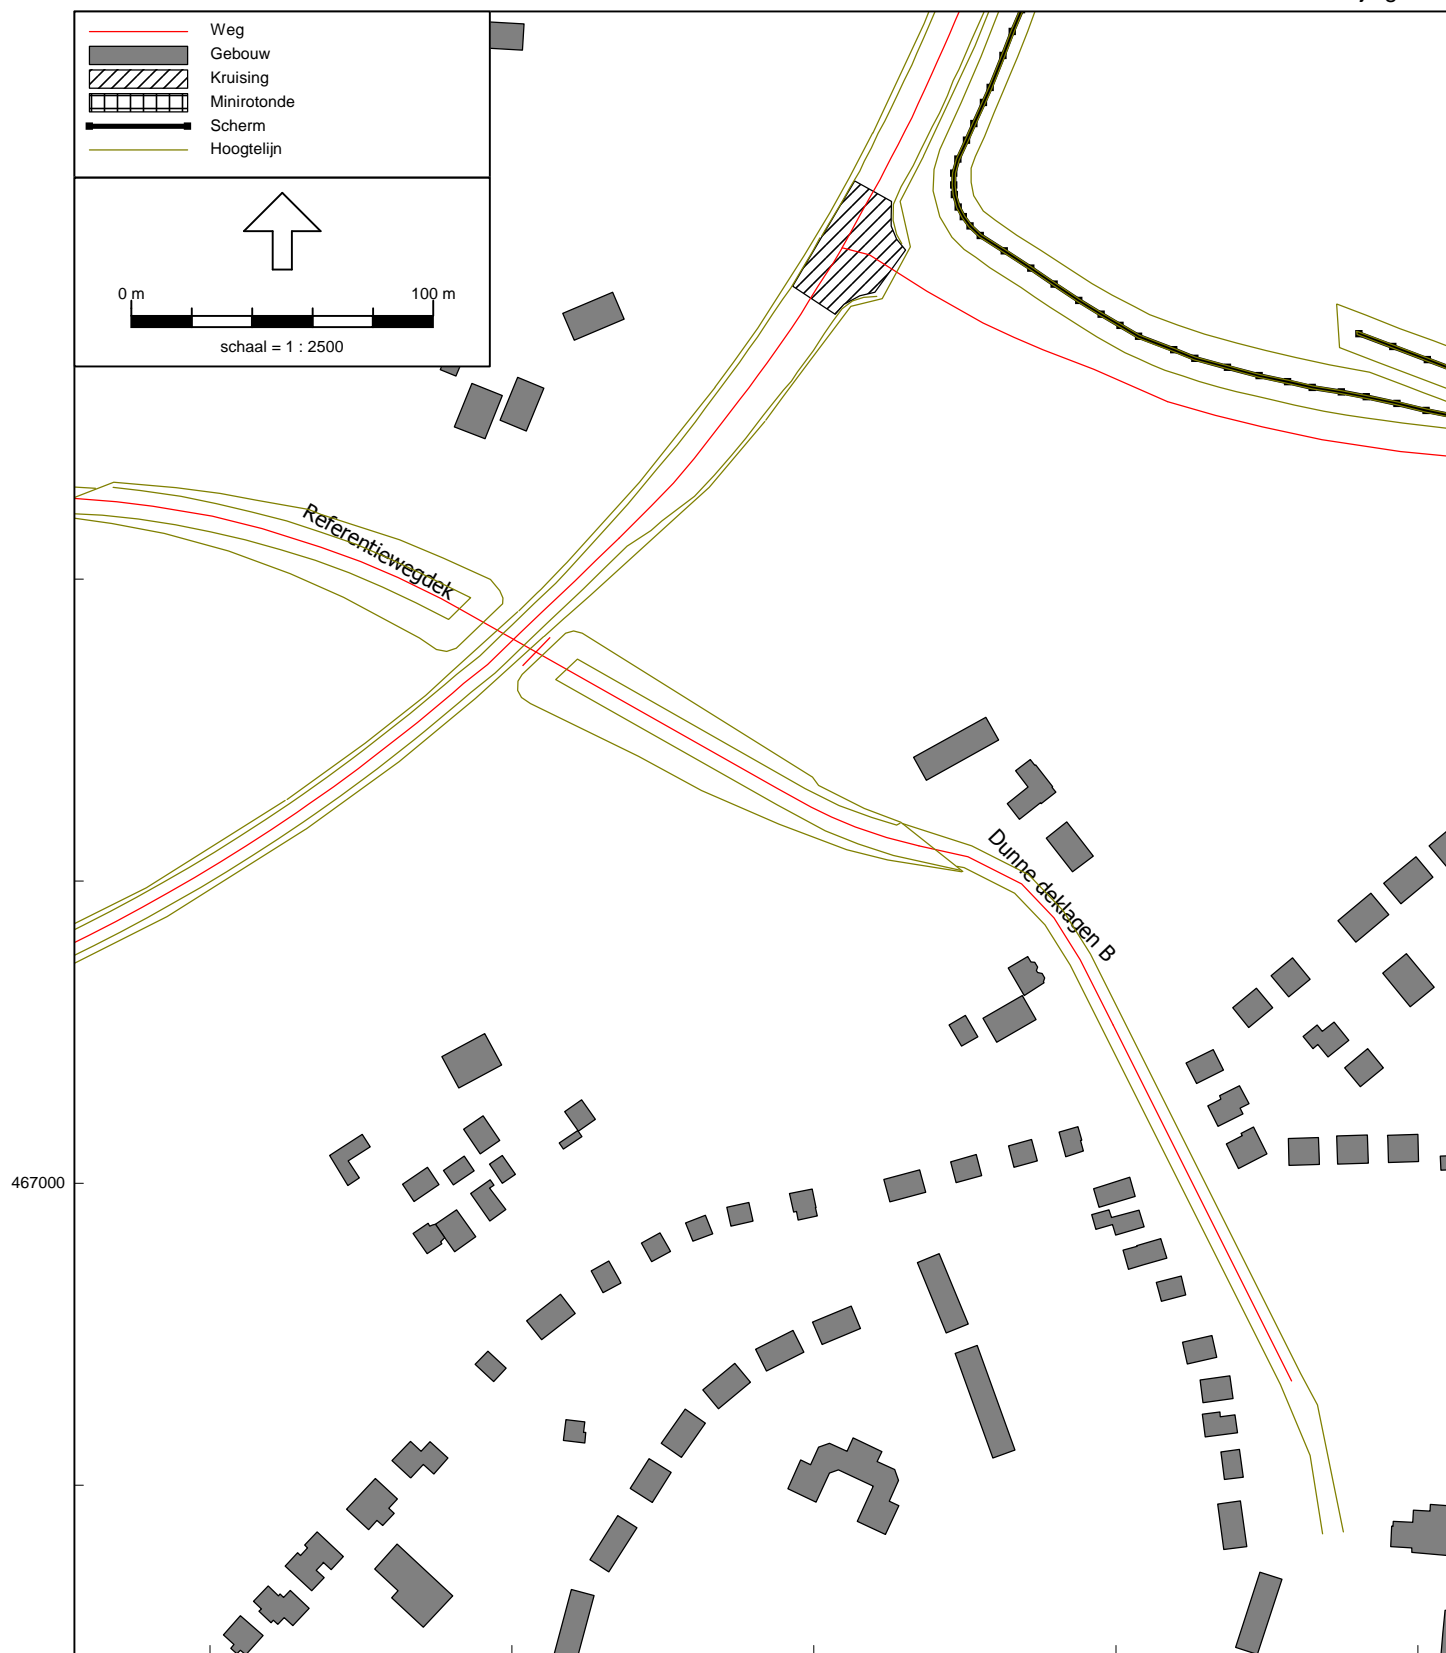 Weg
Gebouw
Kruising
Minirotonde
Scherm
Hoogtelijn
0 m 100 m
schaal = 1 : 2500
Referentiewegdek
Dunne deklagen B
467000